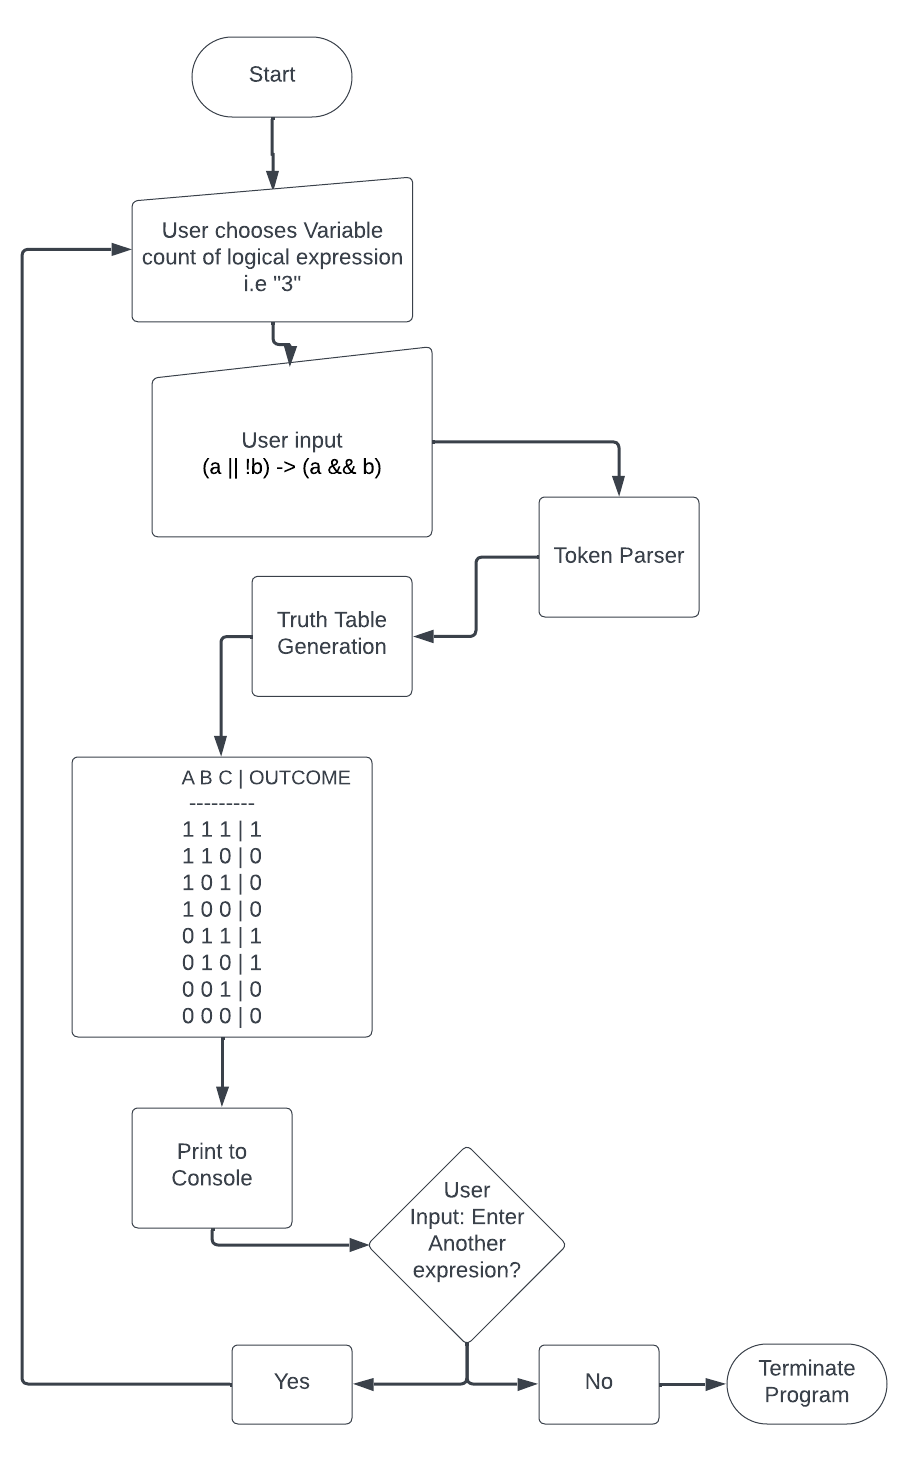 Start
User chooses Variable
count of logical expression
i.e "3"
User input
(a || !b) -> (a && b)
Token Parser
Truth Table
Generation
A B C | OUTCOME
---------
1 1 1 | 1
1 1 0 | 0
1 0 1 | 0
1 0 0 | 0
0 1 1 | 1
0 1 0 | 1
0 0 1 | 0
0 0 0 | 0
Print to
Console
User
Input: Enter
Another
expresion?
Yes
No
Terminate
Program